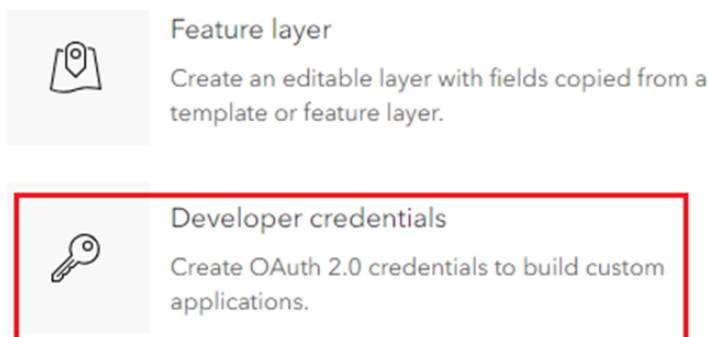 Feature layer
Create an editable layer with fields copied from a
template or feature layer.
Developer credentials
Create OAuth 2.0 credentials to build custom
applications.